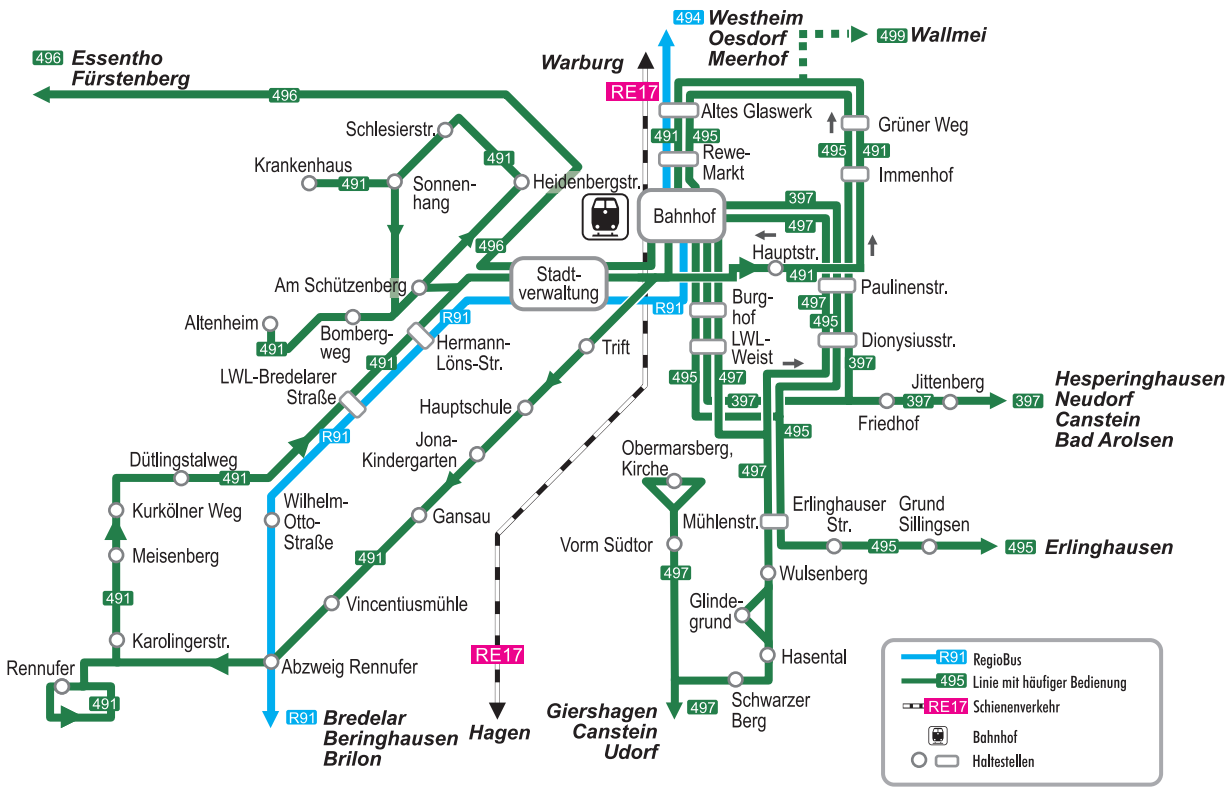 494 Westheim
Oesdorf
Meerhof
499 Wallmei
496 Essentho
Fürstenberg
Warburg
RE17
496
Altes Glaswerk
491
495
Rewe-
Markt
Grüner Weg
495
491
Immenhof
Schlesierstr.
Krankenhaus
491
491
Sonnen-
hang
Heidenbergstr.
Bahnhof
397
497
496
Hauptstr.
491
Stadt-
verwaltung
Am Schützenberg
R91
R91
Altenheim
491
Bomberg-
weg
Hermann-
Löns-Str.
491
Burg-
hof
LWL-
Weist
Paulinenstr.
497
495
Dionysiusstr.
397
LWL-Bredelarer
Straße
R91
Trift
495
497
397
Jittenberg
397
Friedhof
397
Hesperinghausen
Neudorf
Canstein
Bad Arolsen
Hauptschule
Jona-
Kindergarten
495
Obermarsberg,
Kirche
497
Dütlingstalweg
491
Kurkölner Weg
Wilhelm-
Otto-
Straße
Gansau
Mühlenstr.
Erlinghauser
Str.
Grund
Sillingsen
495
495 Erlinghausen
Meisenberg
491
491
Vorm Südtor
497
Wulsenberg
Glinde-
grund
Vincentiusmühle
Karolingerstr.
Rennufer
491
Abzweig Rennufer
RE17
Hasental
Schwarzer
Berg
R91 Bredelar
Beringhausen
Brilon
Hagen
Giershagen
Canstein
Udorf
497
R91 RegioBus
495 Linie mit häufiger Bedienung
RE17 Schienenverkehr
Bahnhof
Haltestellen